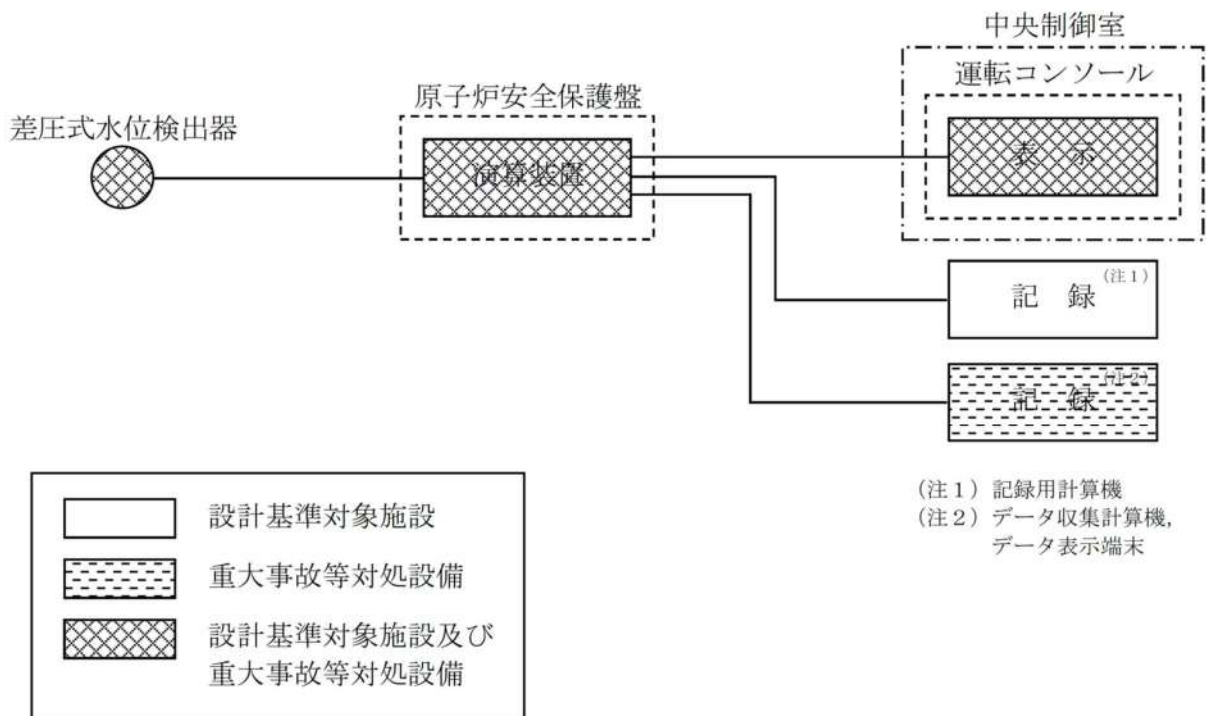 中央制御室
運転コンソール
原子炉安全保護盤
差圧式水位検出器
演算装置
表 示
記 録 (注1)
記 録 (注2)
(注1) 記録用計算機
(注2) データ収集計算機,
データ表示端末
設計基準対象施設
重大事故等対処設備
設計基準対象施設及び
重大事故等対処設備